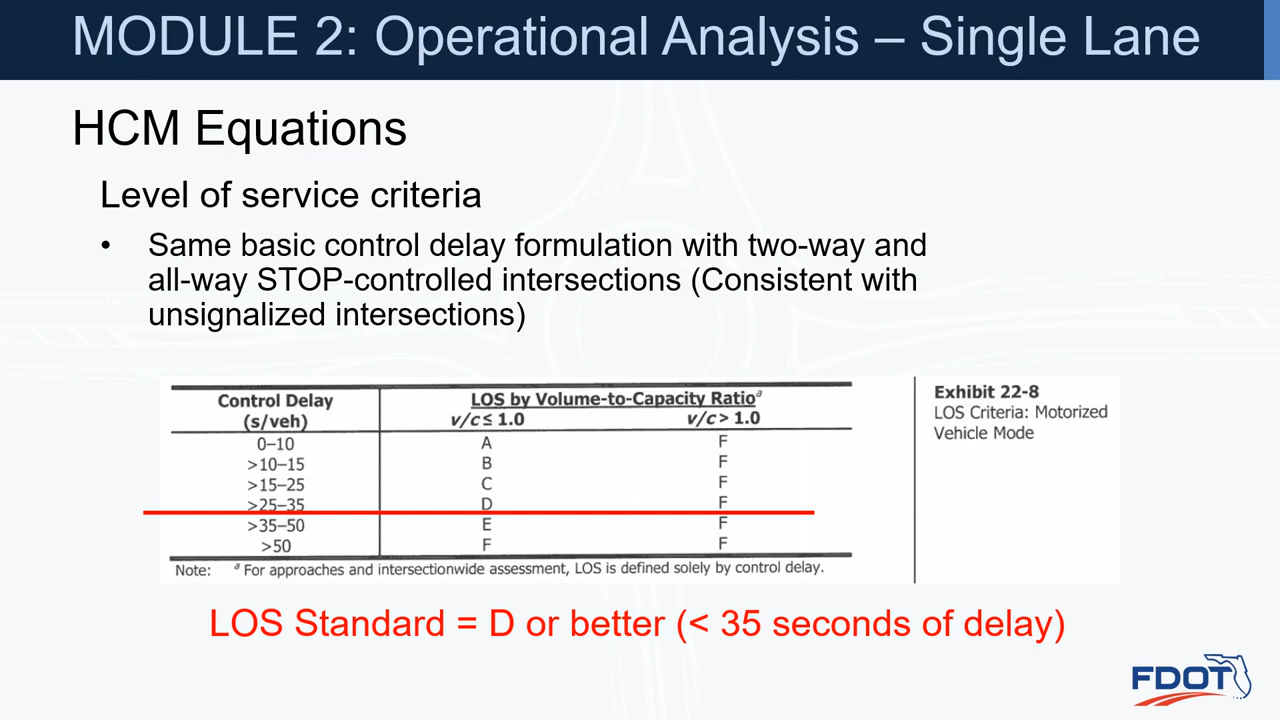 MODULE 2: Operational Analysis – Single Lane
HCM Equations
Level of service criteria
• Same basic control delay formulation with two-way and
all-way STOP-controlled intersections (Consistent with
unsignalized intersections)
Control Delay LOS by Volume-to-Capacity Ratio^a
(s/veh) v/c ≤ 1.0 v/c > 1.0
0–10 A F
>10–15 B F
>15–25 C F
>25–35 D F
>35–50 E F
>50 F F
Note: ^a For approaches and intersectionwide assessment, LOS is defined solely by control delay.
Exhibit 22-8
LOS Criteria: Motorized
Vehicle Mode
LOS Standard = D or better (< 35 seconds of delay)
FDOT